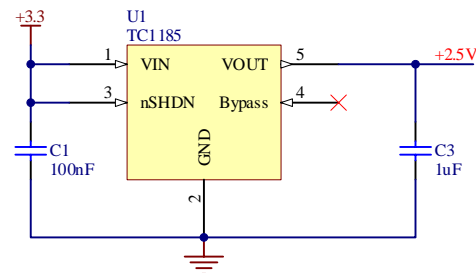 +3.3
U1
TC1185
1
VIN
VOUT
5
+2.5V
3
nSHDN
Bypass
4
GND
C1
100nF
C3
1uF
2